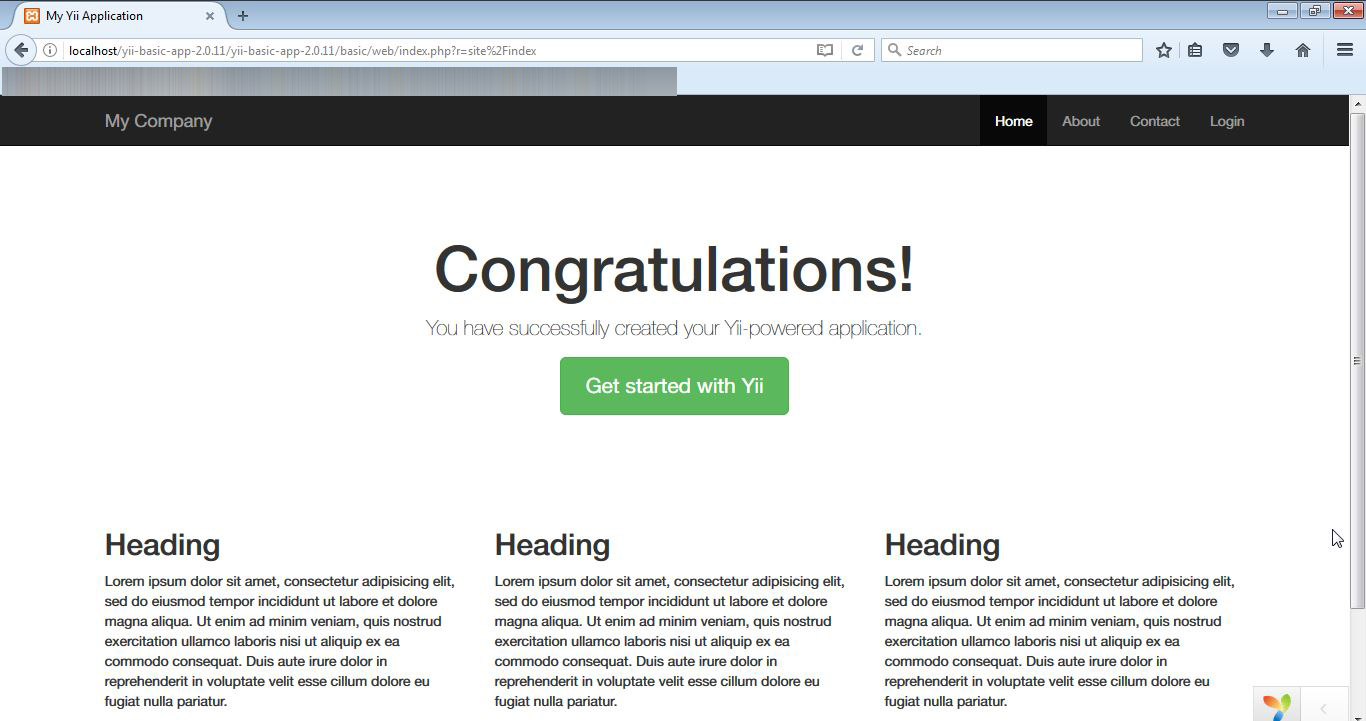 My Yii Application
localhost/yii-basic-app-2.0.11/yii-basic-app-2.0.11/basic/web/index.php?r=site%2Findex
Search
My Company
Home
About
Contact
Login
Congratulations!
You have successfully created your Yii-powered application.
Get started with Yii
Heading
Lorem ipsum dolor sit amet, consectetur adipisicing elit,
sed do eiusmod tempor incididunt ut labore et dolore
magna aliqua. Ut enim ad minim veniam, quis nostrud
exercitation ullamco laboris nisi ut aliquip ex ea
commodo consequat. Duis aute irure dolor in
reprehenderit in voluptate velit esse cillum dolore eu
fugiat nulla pariatur.
Heading
Lorem ipsum dolor sit amet, consectetur adipisicing elit,
sed do eiusmod tempor incididunt ut labore et dolore
magna aliqua. Ut enim ad minim veniam, quis nostrud
exercitation ullamco laboris nisi ut aliquip ex ea
commodo consequat. Duis aute irure dolor in
reprehenderit in voluptate velit esse cillum dolore eu
fugiat nulla pariatur.
Heading
Lorem ipsum dolor sit amet, consectetur adipisicing elit,
sed do eiusmod tempor incididunt ut labore et dolore
magna aliqua. Ut enim ad minim veniam, quis nostrud
exercitation ullamco laboris nisi ut aliquip ex ea
commodo consequat. Duis aute irure dolor in
reprehenderit in voluptate velit esse cillum dolore eu
fugiat nulla pariatur.